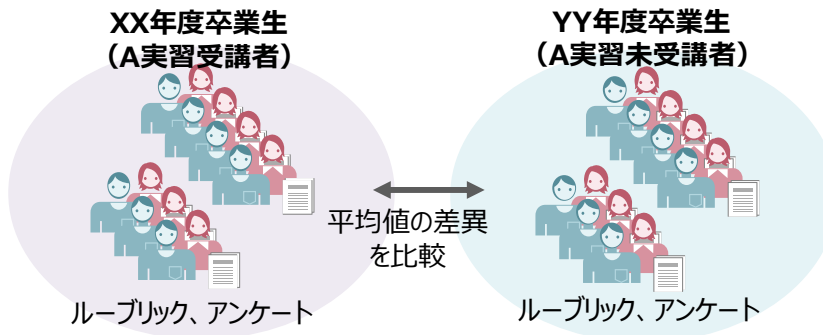 XX年度卒業生
（A実習受講者）
YY年度卒業生
（A実習未受講者）
平均値の差異
を比較
ルーブリック、アンケート
ルーブリック、アンケート